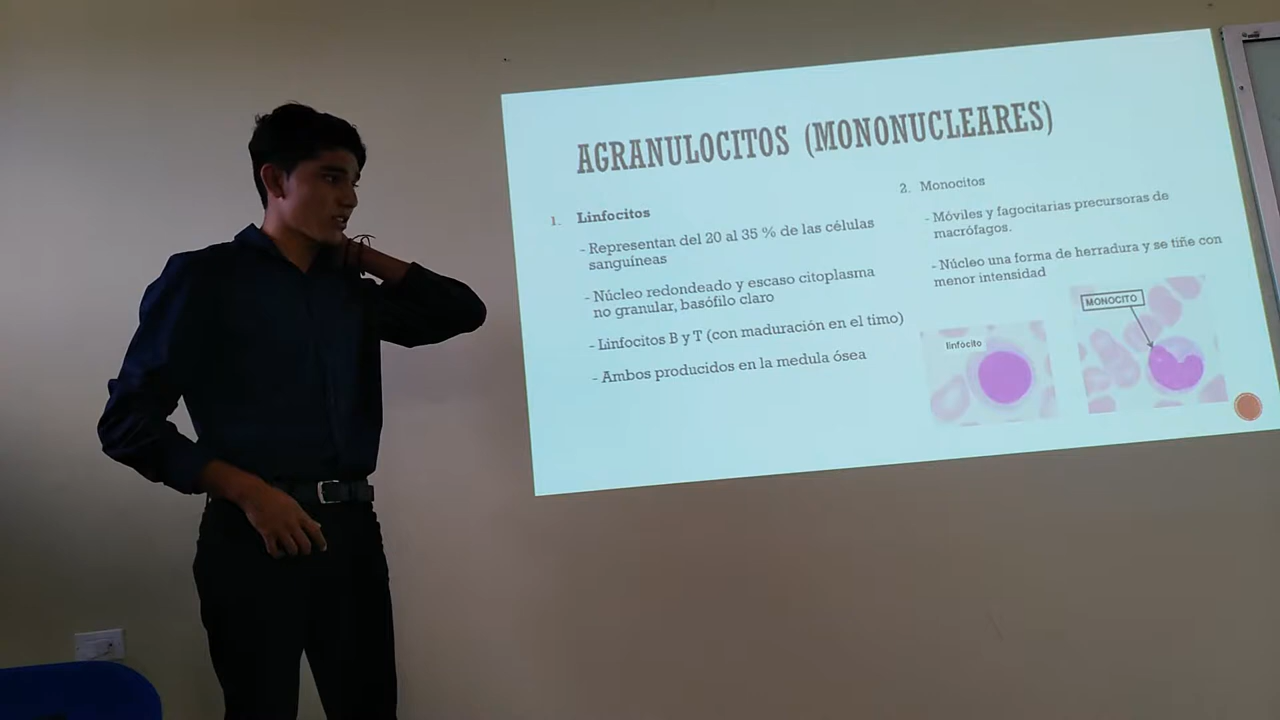 AGRANULOCITOS (MONONUCLEARES)
1. Linfocitos
- Representan del 20 al 35 % de las células
sanguíneas
- Núcleo redondeado y escaso citoplasma
no granular, basófilo claro
- Linfocitos B y T (con maduración en el timo)
- Ambos producidos en la medula ósea
2. Monocitos
- Móviles y fagocitarias precursoras de
macrófagos.
- Núcleo una forma de herradura y se tiñe con
menor intensidad
linfocito
MONOCITO